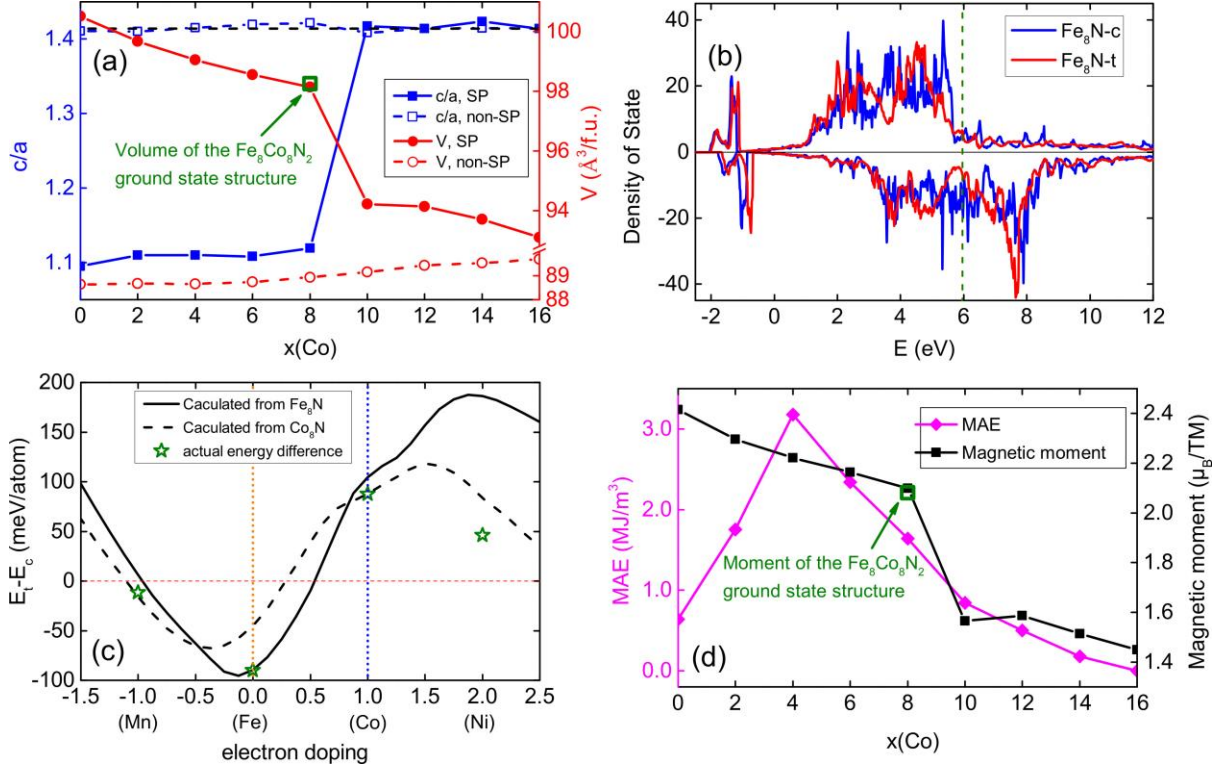 (a)
c/a
1.4
1.3
1.2
1.1
0 2 4 6 8 10 12 14 16
x(Co)
100
98
96
94
89
88
V (Å³/f.u.)
c/a, SP
c/a, non-SP
V, SP
V, non-SP
Volume of the Fe₈Co₈N₂
ground state structure
(b)
Density of State
40
20
0
-20
-40
-2 0 2 4 6 8 10 12
E (eV)
Fe₈N-c
Fe₈N-t
(c)
Eₜ-E꜀ (meV/atom)
200
150
100
50
0
-50
-100
-1.5 -1.0 -0.5 0.0 0.5 1.0 1.5 2.0 2.5
(Mn) (Fe) (Co) (Ni)
electron doping
Caculated from Fe₈N
Caculated from Co₈N
actual energy difference
(d)
MAE (MJ/m³)
3.0
2.0
1.0
0.0
0 2 4 6 8 10 12 14 16
x(Co)
2.4
2.2
2.0
1.8
1.6
1.4
Magnetic moment (μ_B/TM)
MAE
Magnetic moment
Moment of the Fe₈Co₈N₂
ground state structure